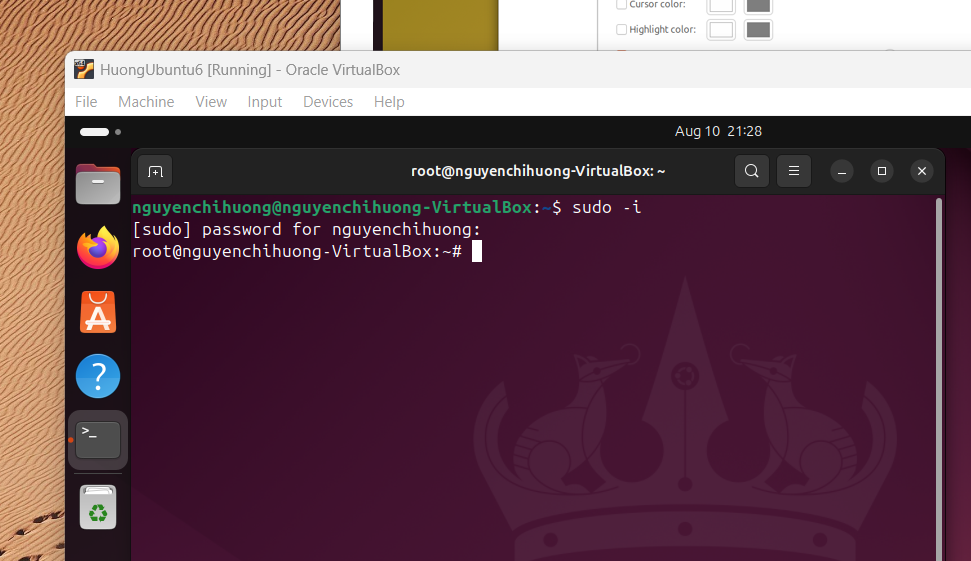 Cursor color:
Highlight color:
HuongUbuntu6 [Running] - Oracle VirtualBox
File Machine View Input Devices Help
Aug 10 21:28
root@nguyenchihuong-VirtualBox: ~
nguyenchihuong@nguyenchihuong-VirtualBox:~$ sudo -i
[sudo] password for nguyenchihuong:
root@nguyenchihuong-VirtualBox:~#